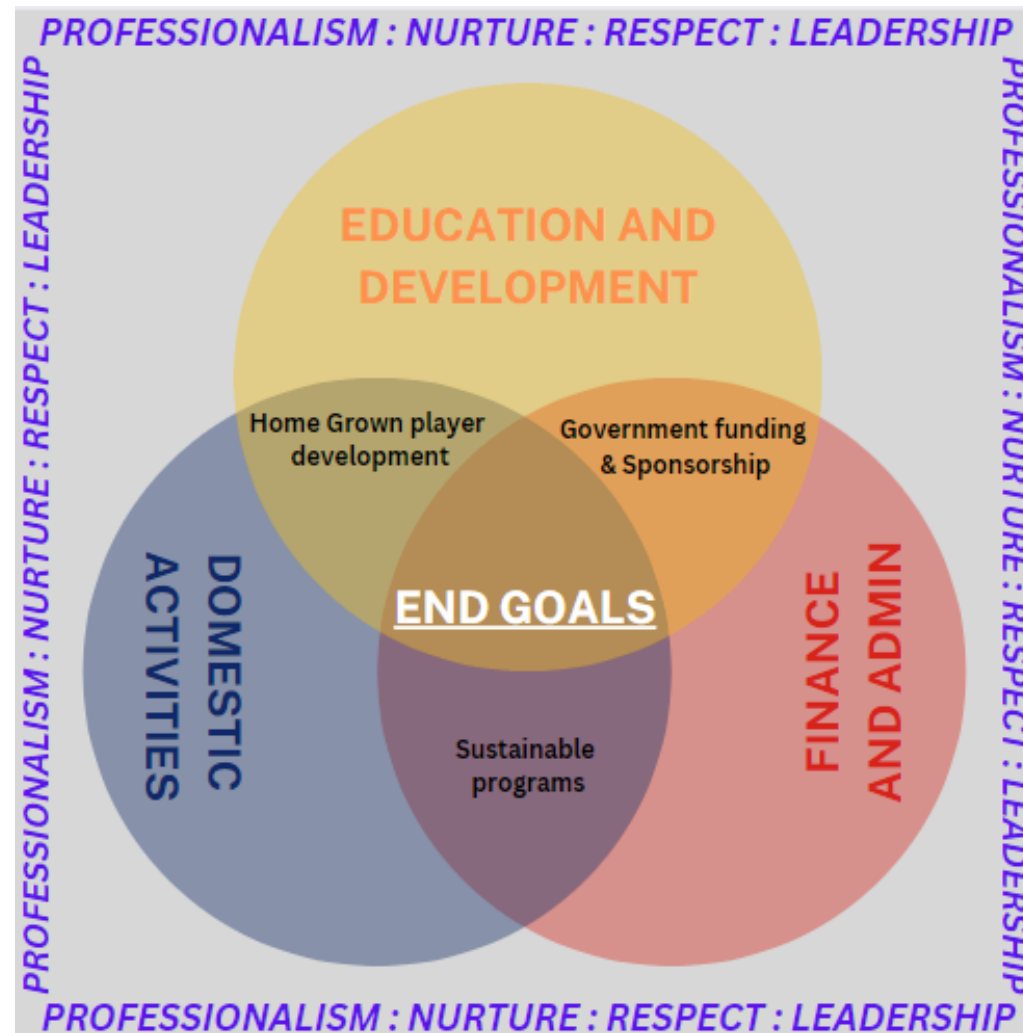 PROFESSIONALISM : NURTURE : RESPECT : LEADERSHIP
PROFESSIONALISM : NURTURE : RESPECT : LEADERSHIP
PROFESSIONALISM : NURTURE : RESPECT : LEADERSHIP
EDUCATION AND
DEVELOPMENT
Home Grown player
development
Government funding
& Sponsorship
DOMESTIC
ACTIVITIES
END GOALS
FINANCE
AND ADMIN
Sustainable
programs
PROFESSIONALISM : NURTURE : RESPECT : LEADERSHIP